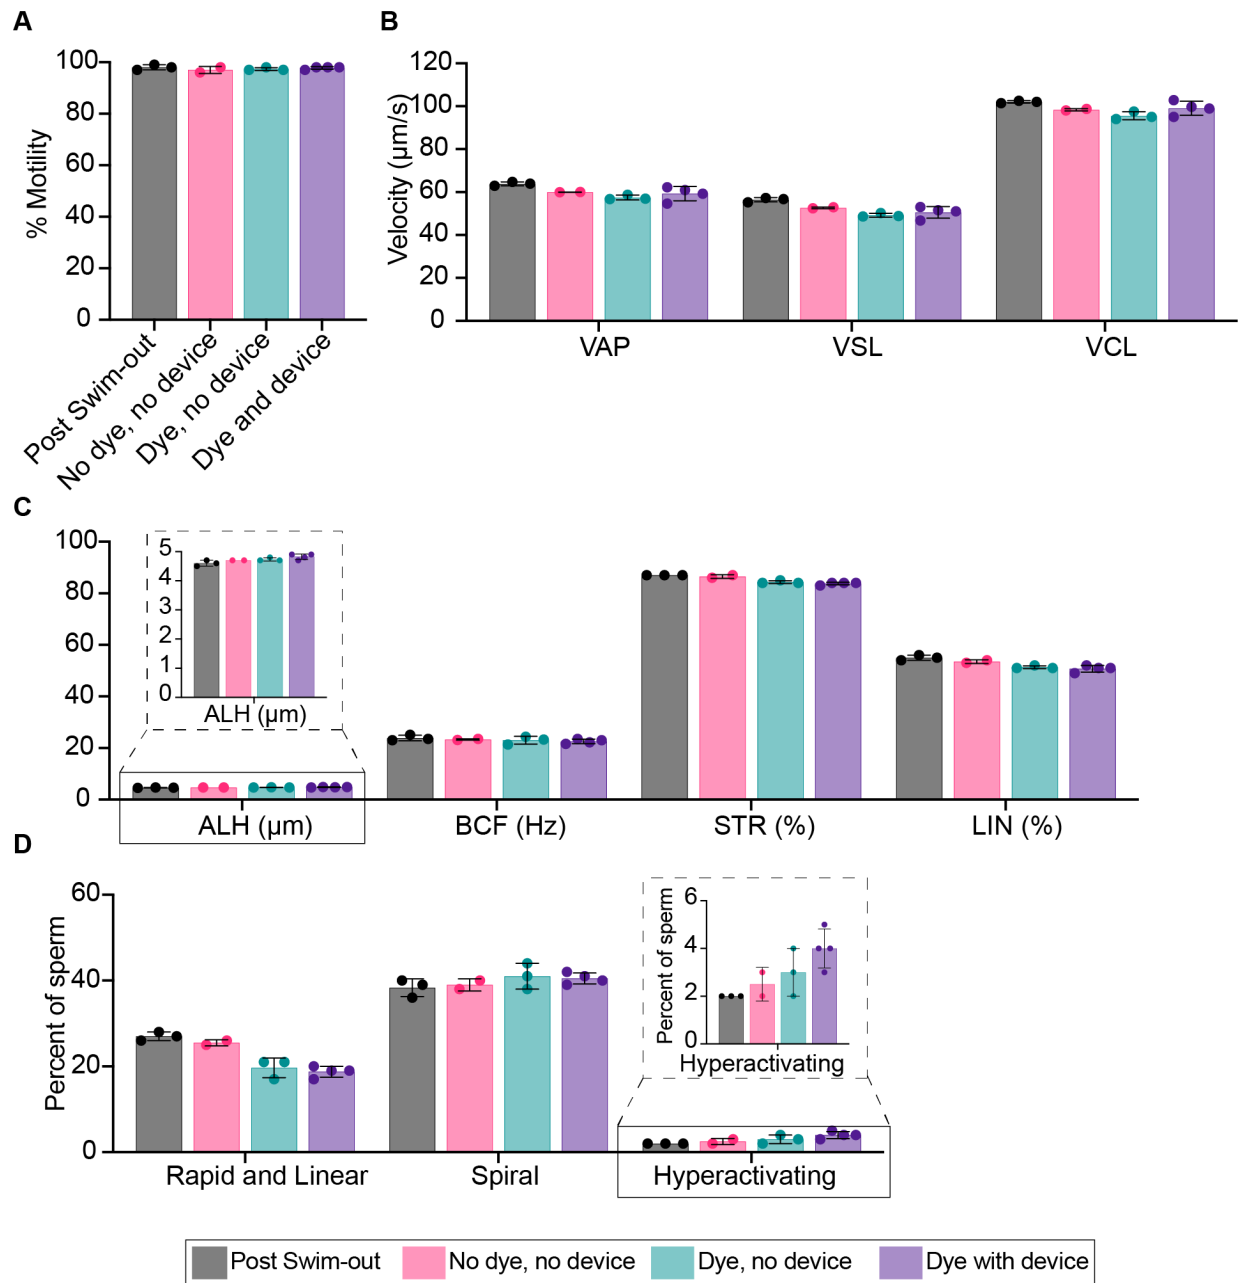 A
% Motility
100
80
60
40
20
0
Post Swim-out
No dye, no device
Dye, no device
Dye and device
B
Velocity (µm/s)
120
100
80
60
40
20
0
VAP
VSL
VCL
C
100
80
60
40
20
0
5
4
3
2
1
0
ALH (µm)
ALH (µm)
BCF (Hz)
STR (%)
LIN (%)
D
Percent of sperm
60
40
20
0
Percent of sperm
6
4
2
0
Hyperactivating
Rapid and Linear
Spiral
Hyperactivating
Post Swim-out
No dye, no device
Dye, no device
Dye with device